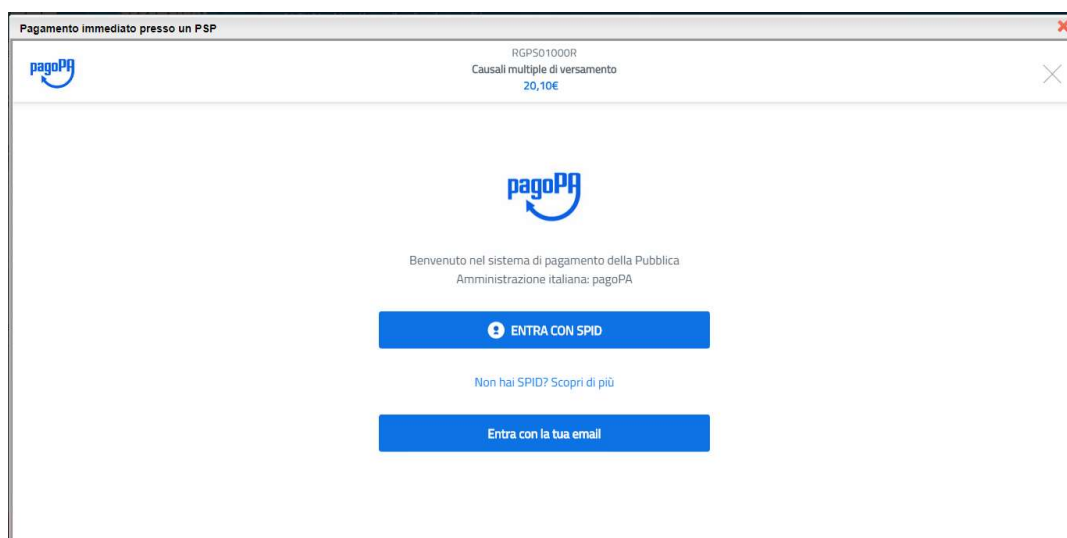 Pagamento immediato presso un PSP
pagoPA
RGPS01000R
Causali multiple di versamento
20,10€
pagoPA
Benvenuto nel sistema di pagamento della Pubblica
Amministrazione italiana: pagoPA
ENTRA CON SPID
Non hai SPID? Scopri di più
Entra con la tua email